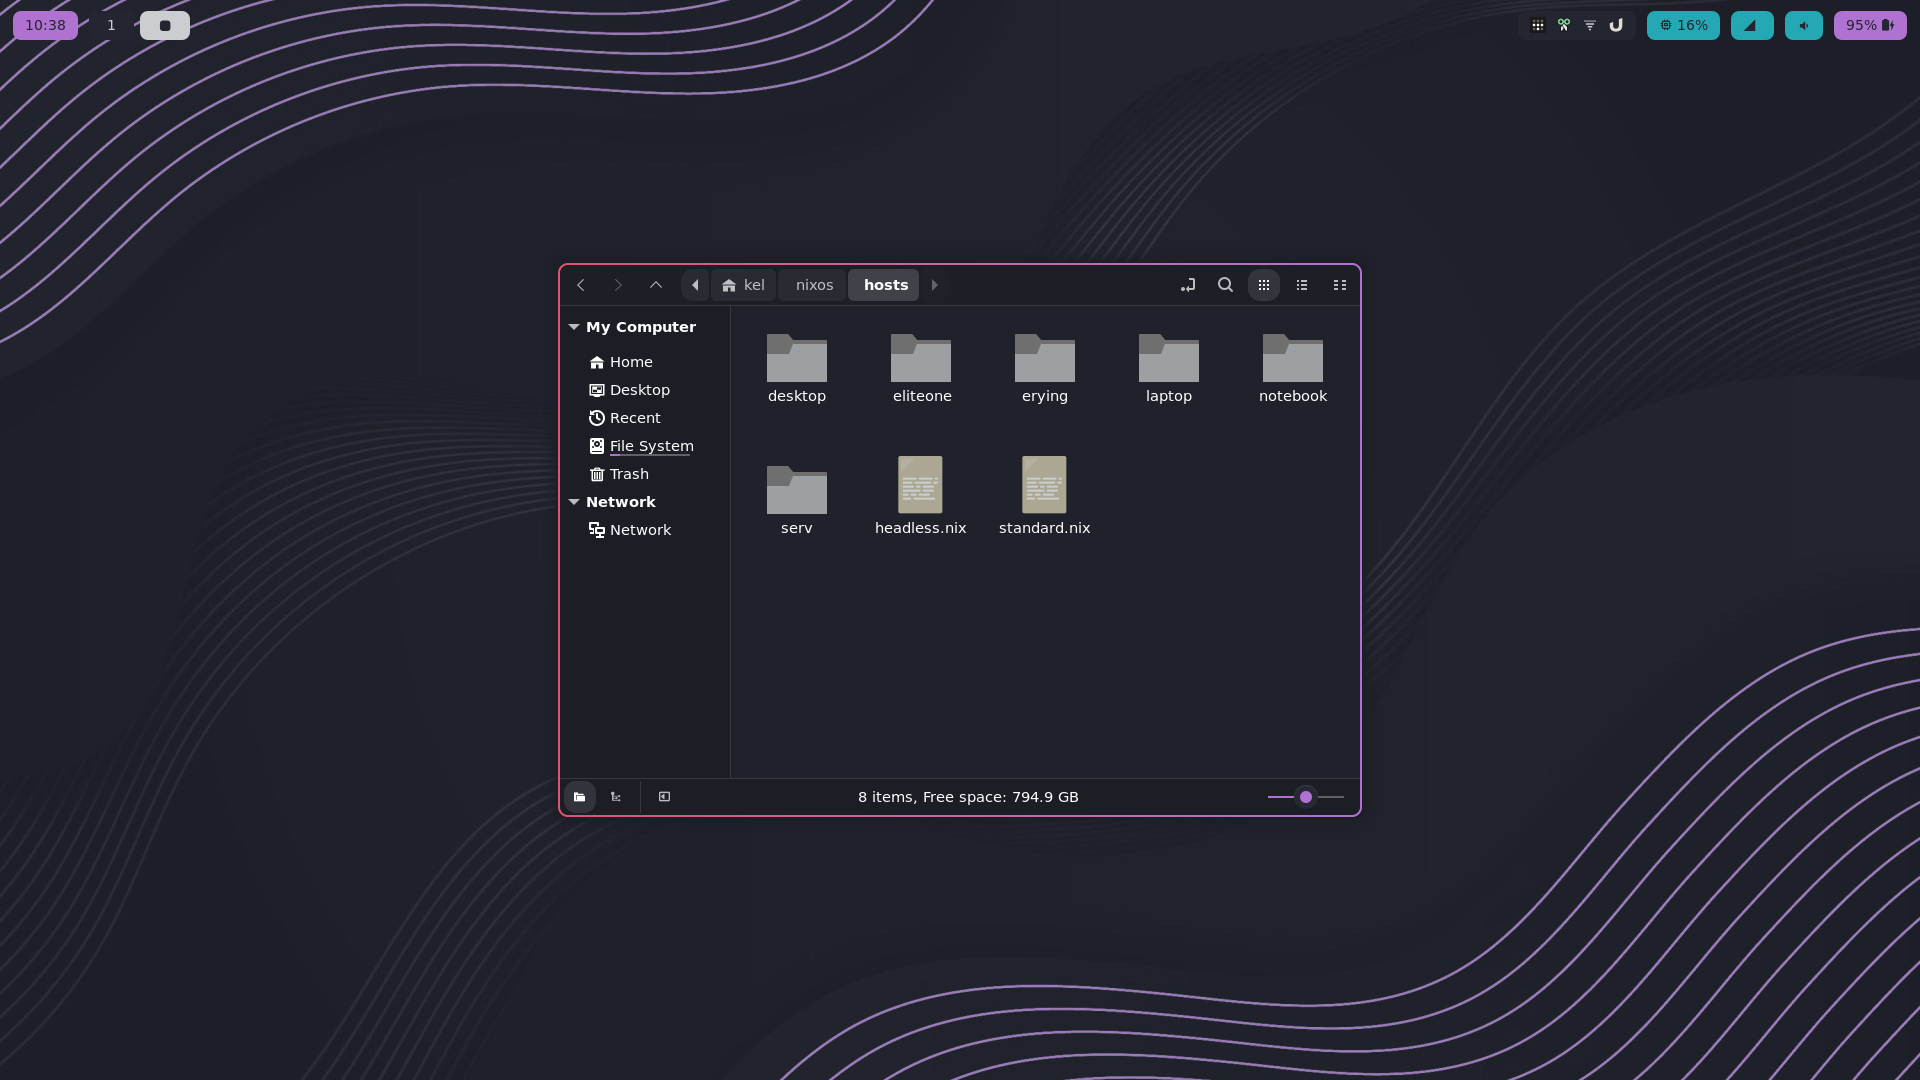 10:38
1
16%
95%
kel
nixos
hosts
My Computer
Home
Desktop
Recent
File System
Trash
Network
Network
desktop
eliteone
erying
laptop
notebook
serv
headless.nix
standard.nix
8 items, Free space: 794.9 GB